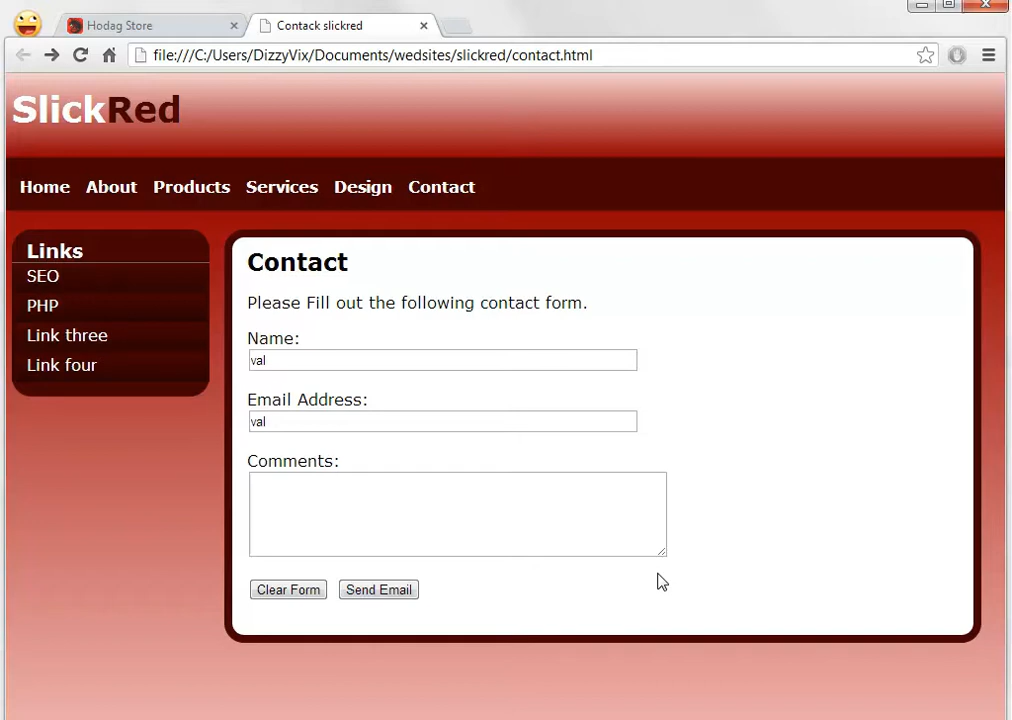 Hodag Store
Contack slickred
file:///C:/Users/DizzyVix/Documents/wedsites/slickred/contact.html
SlickRed
Home About Products Services Design Contact
Links
SEO
PHP
Link three
Link four
Contact
Please Fill out the following contact form.
Name:
val
Email Address:
val
Comments:
Clear Form Send Email